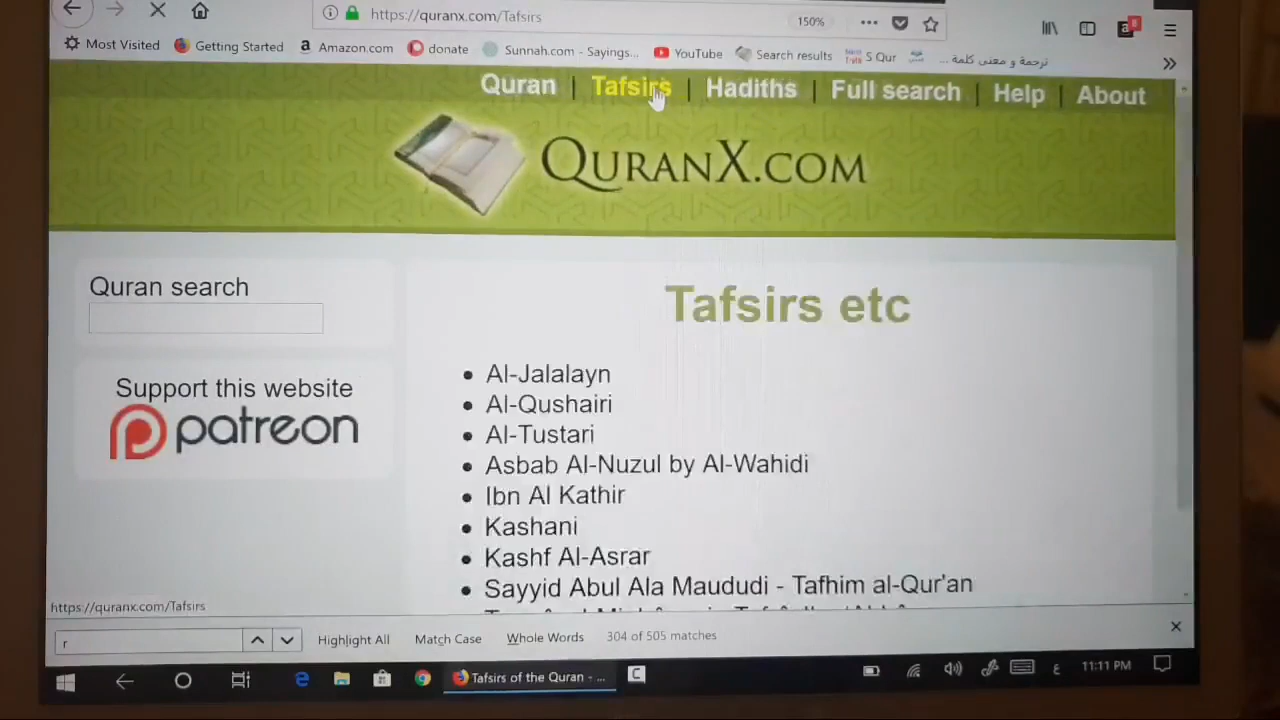 https://quranx.com/Tafsirs
150%
Most Visited
Getting Started
Amazon.com
donate
Sunnah.com - Sayings...
YouTube
Search results
S Qur
ترجمة و معنى كلمة ...
Quran | Tafsirs | Hadiths | Full search | Help | About
QURANX.COM
Quran search
Support this website
patreon
Tafsirs etc
Al-Jalalayn
Al-Qushairi
Al-Tustari
Asbab Al-Nuzul by Al-Wahidi
Ibn Al Kathir
Kashani
Kashf Al-Asrar
Sayyid Abul Ala Maududi - Tafhim al-Qur'an
https://quranx.com/Tafsirs
r
Highlight All
Match Case
Whole Words
304 of 505 matches
Tafsirs of the Quran - ...
ع
11:11 PM